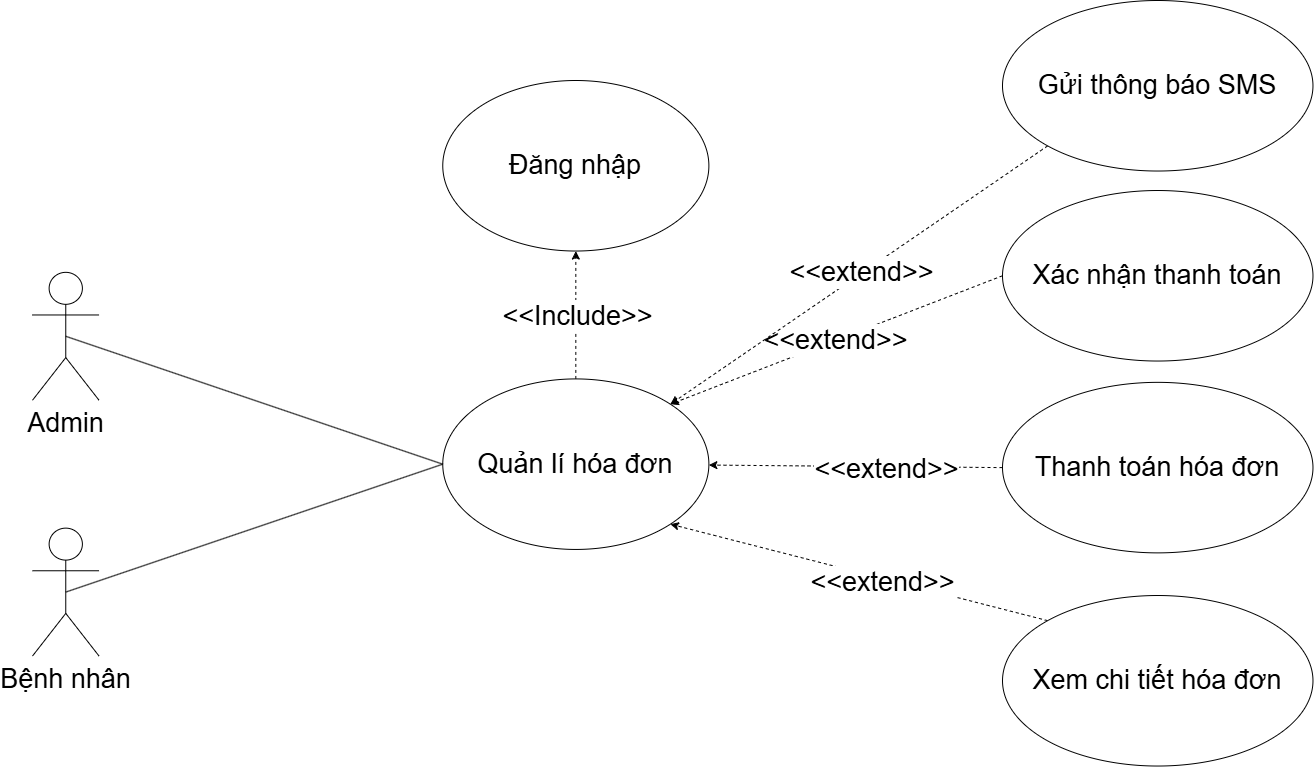 Gửi thông báo SMS
Đăng nhập
<<extend>>
Xác nhận thanh toán
<<Include>>
<<extend>>
Admin
Quản lí hóa đơn
<<extend>>
Thanh toán hóa đơn
<<extend>>
Bệnh nhân
Xem chi tiết hóa đơn